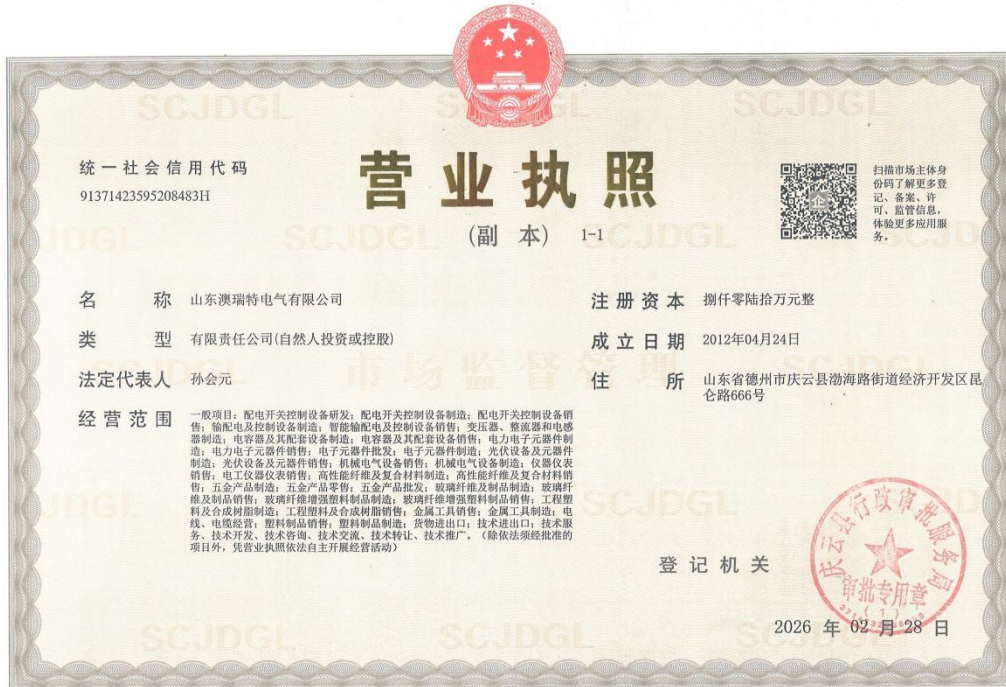 SCJDGL
SCJDGL
SCJDGL
统一社会信用代码
91371423595208483H
营业执照
(副 本) 1-1
企
扫描市场主体身
份码了解更多登
记、备案、许
可、监管信息，
体验更多应用服
务。
SCJDGL
名 称 山东澳瑞特电气有限公司
类 型 有限责任公司(自然人投资或控股)
法定代表人 孙会元
经营范围 一般项目：配电开关控制设备研发；配电开关控制设备制造；配电开关控制设备销
售；输配电及控制设备制造；智能输配电及控制设备销售；变压器、整流器和电感
器制造；电容器及其配套设备制造；电容器及其配套设备销售；电力电子元器件制
造；电力电子元器件销售；电子元器件批发；电子元器件制造；光伏设备及元器件
制造；光伏设备及元器件销售；机械电气设备销售；机械电气设备制造；仪器仪表
销售；电工仪器仪表销售；高性能纤维及复合材料制造；高性能纤维及复合材料销
售；五金产品制造；五金产品零售；五金产品批发；玻璃纤维及制品制造；玻璃纤
维及制品销售；玻璃纤维增强塑料制品制造；玻璃纤维增强塑料制品销售；工程塑
料及合成树脂制造；工程塑料及合成树脂销售；金属工具销售；金属工具制造；电
线、电缆经营；塑料制品销售；塑料制品制造；货物进出口；技术进出口；技术服
务、技术开发、技术咨询、技术交流、技术转让、技术推广。（除依法须经批准的
项目外，凭营业执照依法自主开展经营活动）
注册资本 捌仟零陆拾万元整
成立日期 2012年04月24日
住 所 山东省德州市庆云县渤海路街道经济开发区昆
仑路666号
市场监督管理
SCJDGL
登记机关
庆云县行政审批服务局
审批专用章
(1)
2026 年 02 月 28 日
SCJDGL
SCJDGL
SCJDGL